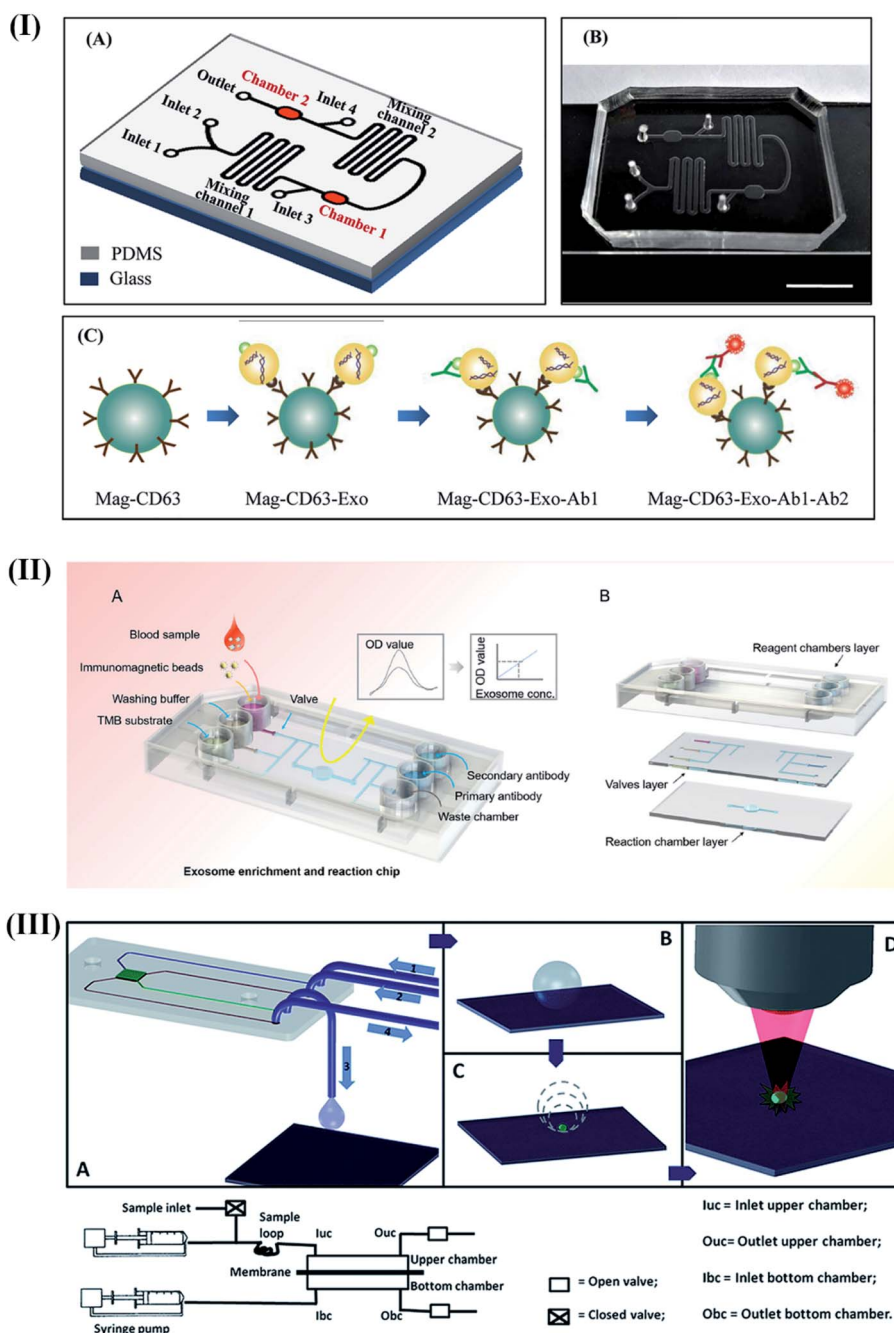 (I)
(A)
Outlet
Chamber 2
Inlet 4
Mixing
channel 2
Inlet 2
Inlet 1
Mixing
channel 1
Inlet 3
Chamber 1
PDMS
Glass
(B)
(C)
Mag-CD63
Mag-CD63-Exo
Mag-CD63-Exo-Ab1
Mag-CD63-Exo-Ab1-Ab2
(II)
A
Blood sample
Immunomagnetic beads
Washing buffer
TMB substrate
Valve
OD value
OD value
Exosome conc.
Secondary antibody
Primary antibody
Waste chamber
Exosome enrichment and reaction chip
B
Reagent chambers layer
Valves layer
Reaction chamber layer
(III)
1
2
4
3
A
B
C
D
Sample inlet
Sample
loop
Iuc
Ouc
Upper chamber
Membrane
Bottom chamber
Ibc
Obc
Syringe pump
= Open valve;
= Closed valve;
Iuc = Inlet upper chamber;
Ouc= Outlet upper chamber;
Ibc = Inlet bottom chamber;
Obc = Outlet bottom chamber.